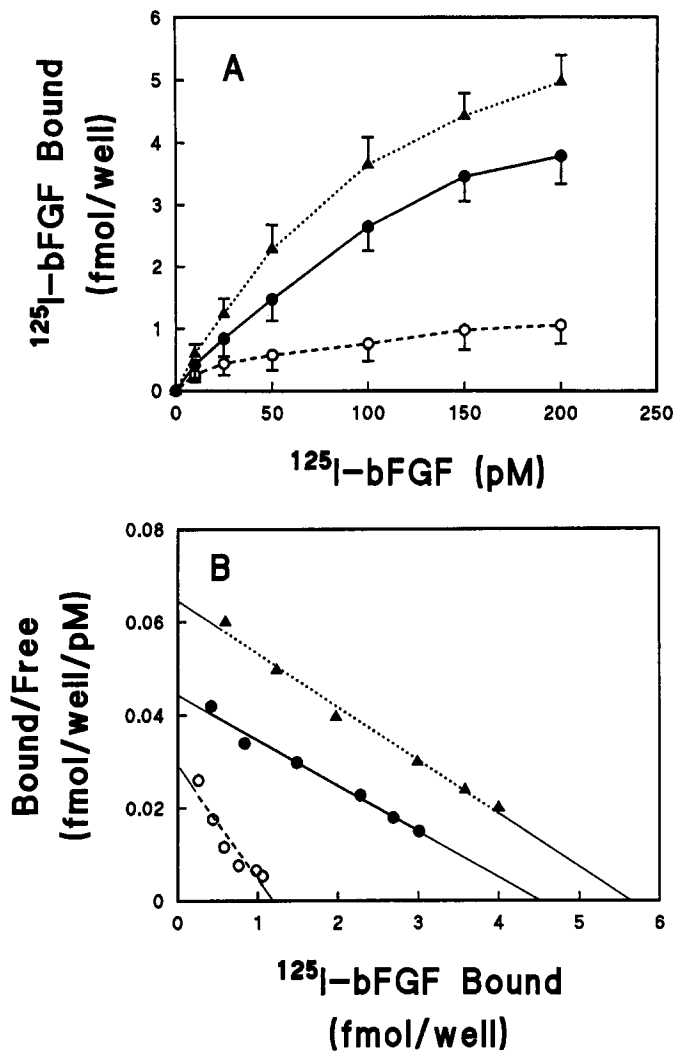 A
¹²⁵I-bFGF Bound
(fmol/well)
6
5
4
3
2
1
0
0 50 100 150 200 250
¹²⁵I-bFGF (pM)
B
Bound/Free
(fmol/well/pM)
0.08
0.06
0.04
0.02
0
0 1 2 3 4 5 6
¹²⁵I-bFGF Bound
(fmol/well)